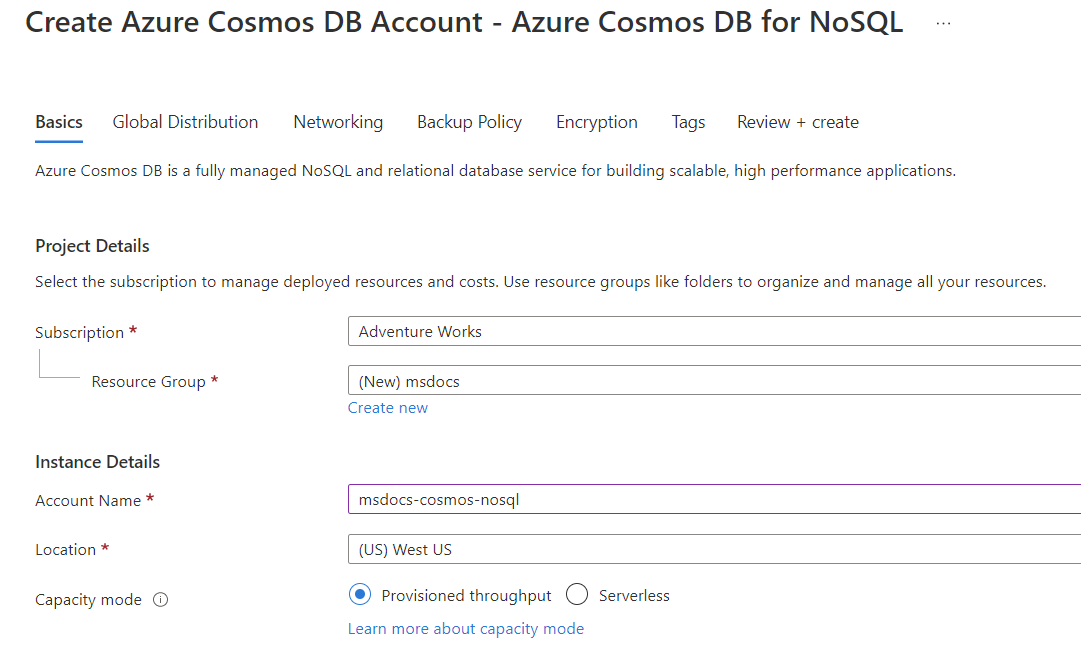 Create Azure Cosmos DB Account - Azure Cosmos DB for NoSQL ...
Basics Global Distribution Networking Backup Policy Encryption Tags Review + create
Azure Cosmos DB is a fully managed NoSQL and relational database service for building scalable, high performance applications.
Project Details
Select the subscription to manage deployed resources and costs. Use resource groups like folders to organize and manage all your resources.
Subscription * Adventure Works
Resource Group * (New) msdocs
Create new
Instance Details
Account Name * msdocs-cosmos-nosql
Location * (US) West US
Capacity mode Provisioned throughput Serverless
Learn more about capacity mode